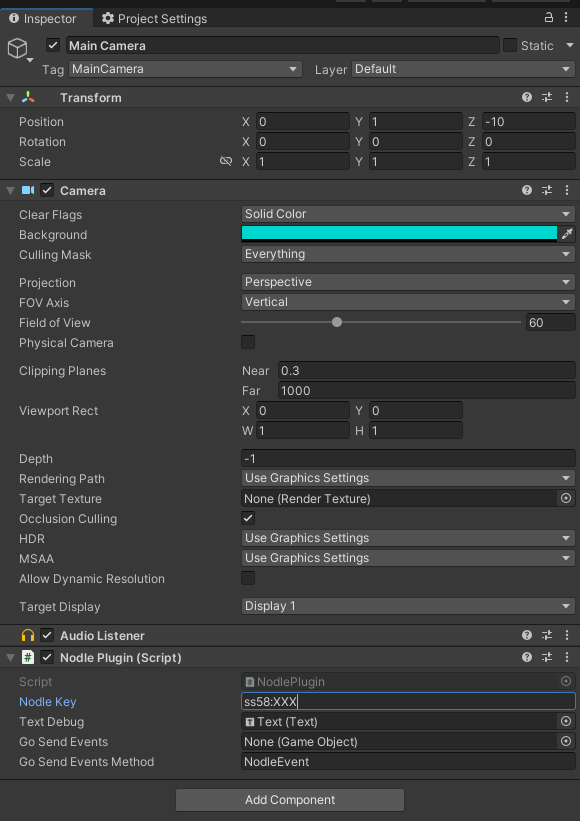 Inspector Project Settings
Main Camera Static
Tag MainCamera Layer Default
Transform
Position X 0 Y 1 Z -10
Rotation X 0 Y 0 Z 0
Scale X 1 Y 1 Z 1
Camera
Clear Flags Solid Color
Background
Culling Mask Everything
Projection Perspective
FOV Axis Vertical
Field of View 60
Physical Camera
Clipping Planes Near 0.3
Far 1000
Viewport Rect X 0 Y 0
W 1 H 1
Depth -1
Rendering Path Use Graphics Settings
Target Texture None (Render Texture)
Occlusion Culling
HDR Use Graphics Settings
MSAA Use Graphics Settings
Allow Dynamic Resolution
Target Display Display 1
Audio Listener
# Nodle Plugin (Script)
Script # NodlePlugin
Nodle Key ss58:XXX
Text Debug T Text (Text)
Go Send Events None (Game Object)
Go Send Events Method NodleEvent
Add Component